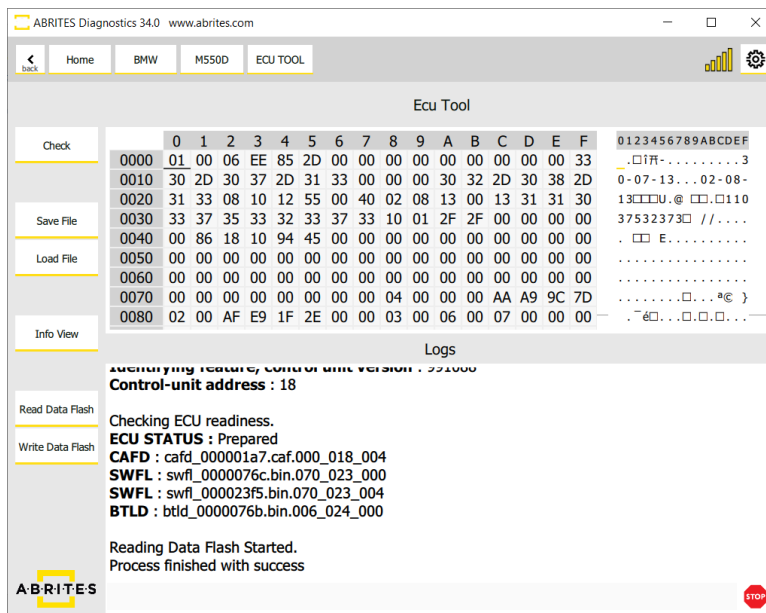 ABRITES Diagnostics 34.0 www.abrites.com
back
Home
BMW
M550D
ECU TOOL
Ecu Tool
Check
Save File
Load File
Info View
Read Data Flash
Write Data Flash
0 1 2 3 4 5 6 7 8 9 A B C D E F
0000 01 00 06 EE 85 2D 00 00 00 00 00 00 00 00 00 33
0010 30 2D 30 37 2D 31 33 00 00 00 30 32 2D 30 38 2D
0020 31 33 08 10 12 55 00 40 02 08 13 00 13 31 31 30
0030 33 37 35 33 32 33 37 33 10 01 2F 2F 00 00 00 00
0040 00 86 18 10 94 45 00 00 00 00 00 00 00 00 00 00
0050 00 00 00 00 00 00 00 00 00 00 00 00 00 00 00 00
0060 00 00 00 00 00 00 00 00 00 00 00 00 00 00 00 00
0070 00 00 00 00 00 00 00 00 04 00 00 00 AA A9 9C 7D
0080 02 00 AF E9 1F 2E 00 00 03 00 06 00 07 00 00 00
0123456789ABCDEF
.□îที-.........3
0-07-13...02-08-
13□□□U.@ □□.□110
37532373□ //....
. □□ E..........
................
................
........□...ª© }
.¯é□...□.□.□...
Logs
Identifying feature, control unit version : 991088
Control-unit address : 18
Checking ECU readiness.
ECU STATUS : Prepared
CAFD : cafd_000001a7.caf.000_018_004
SWFL : swfl_0000076c.bin.070_023_000
SWFL : swfl_000023f5.bin.070_023_004
BTLD : btld_0000076b.bin.006_024_000
Reading Data Flash Started.
Process finished with success
A·B·R·I·T·E·S
STOP